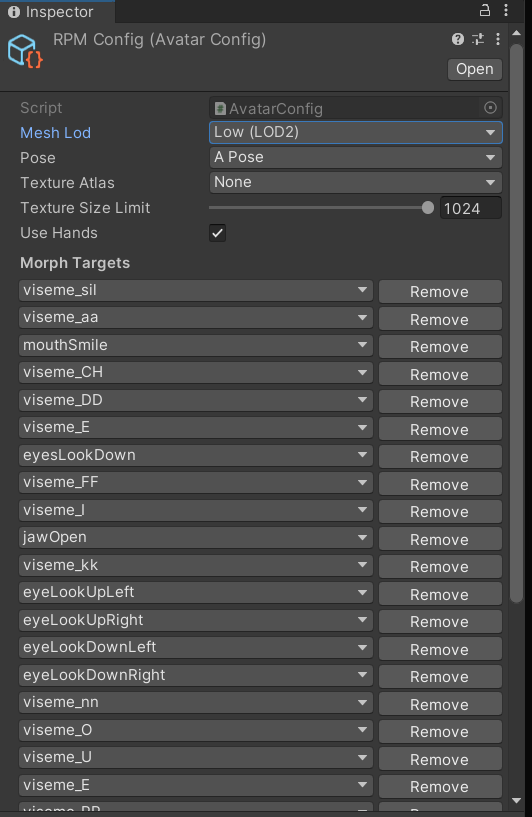 Inspector
RPM Config (Avatar Config)
Open
Script AvatarConfig
Mesh Lod Low (LOD2)
Pose A Pose
Texture Atlas None
Texture Size Limit 1024
Use Hands
Morph Targets
viseme_sil Remove
viseme_aa Remove
mouthSmile Remove
viseme_CH Remove
viseme_DD Remove
viseme_E Remove
eyesLookDown Remove
viseme_FF Remove
viseme_I Remove
jawOpen Remove
viseme_kk Remove
eyeLookUpLeft Remove
eyeLookUpRight Remove
eyeLookDownLeft Remove
eyeLookDownRight Remove
viseme_nn Remove
viseme_O Remove
viseme_U Remove
viseme_E Remove